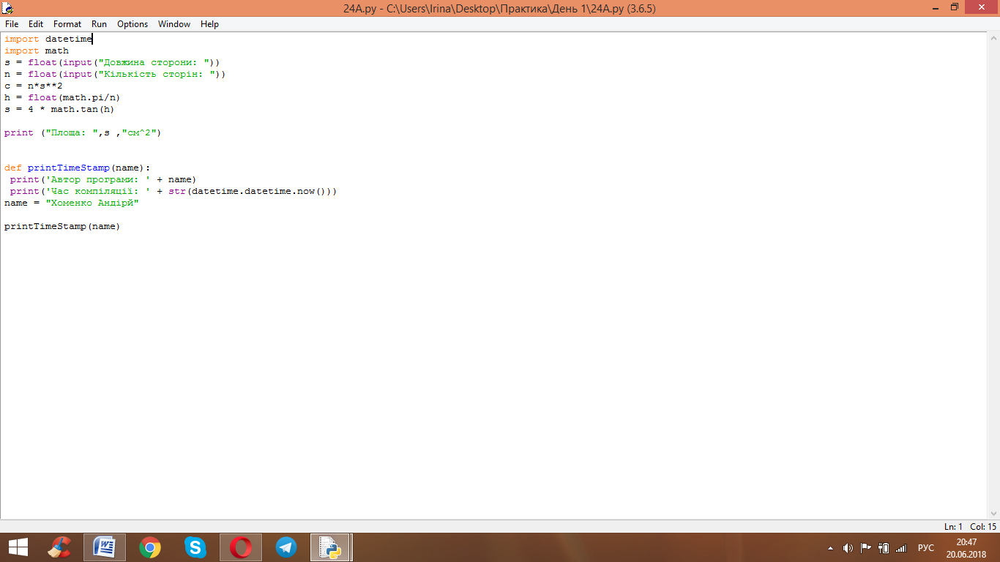 24A.py - C:\Users\Irina\Desktop\Практика\День 1\24A.py (3.6.5)
File Edit Format Run Options Window Help
import datetime
import math
s = float(input("Довжина сторони: "))
n = float(input("Кількість сторін: "))
c = n*s**2
h = float(math.pi/n)
s = 4 * math.tan(h)
print ("Площа: ",s ,"см^2")
def printTimeStamp(name):
print('Автор програми: ' + name)
print('Час компіляції: ' + str(datetime.datetime.now()))
name = "Хоменко Андірй"
printTimeStamp(name)
Ln: 1 Col: 15
РУС
20:47
20.06.2018